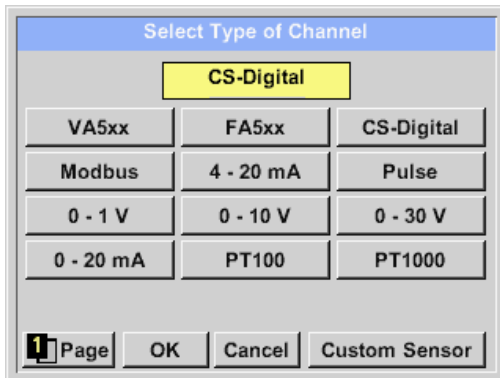 Select Type of Channel
CS-Digital
VA5xx FA5xx CS-Digital
Modbus 4 - 20 mA Pulse
0 - 1 V 0 - 10 V 0 - 30 V
0 - 20 mA PT100 PT1000
1 Page OK Cancel Custom Sensor